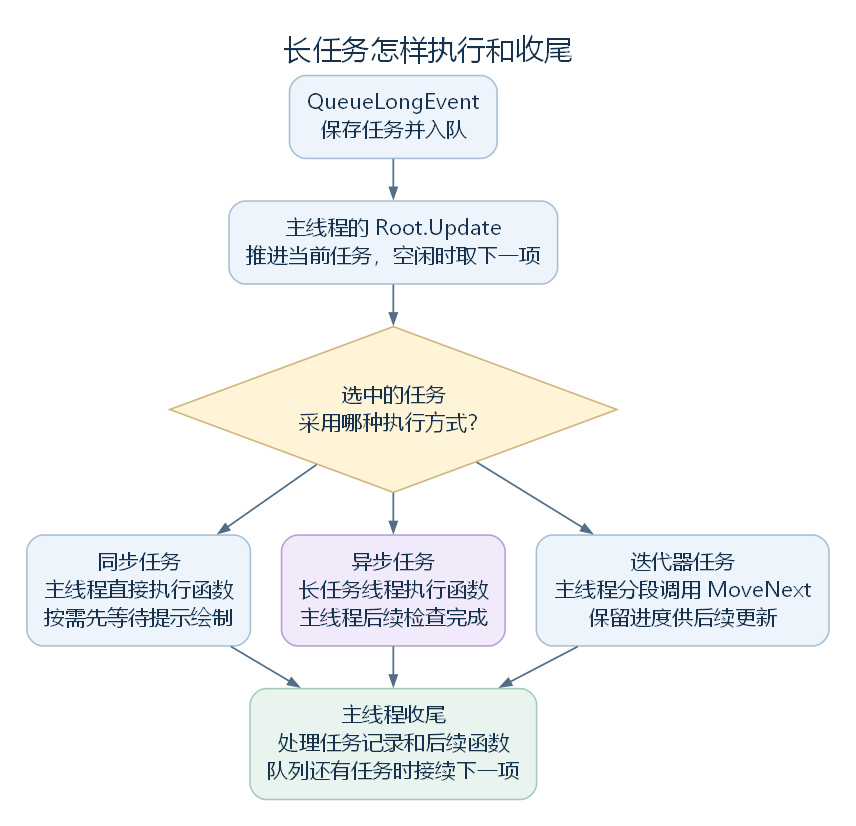 长任务怎样执行和收尾
QueueLongEvent
保存任务并入队
主线程的 Root.Update
推进当前任务，空闲时取下一项
选中的任务
采用哪种执行方式？
同步任务
主线程直接执行函数
按需先等待提示绘制
异步任务
长任务线程执行函数
主线程后续检查完成
迭代器任务
主线程分段调用 MoveNext
保留进度供后续更新
主线程收尾
处理任务记录和后续函数
队列还有任务时接续下一项